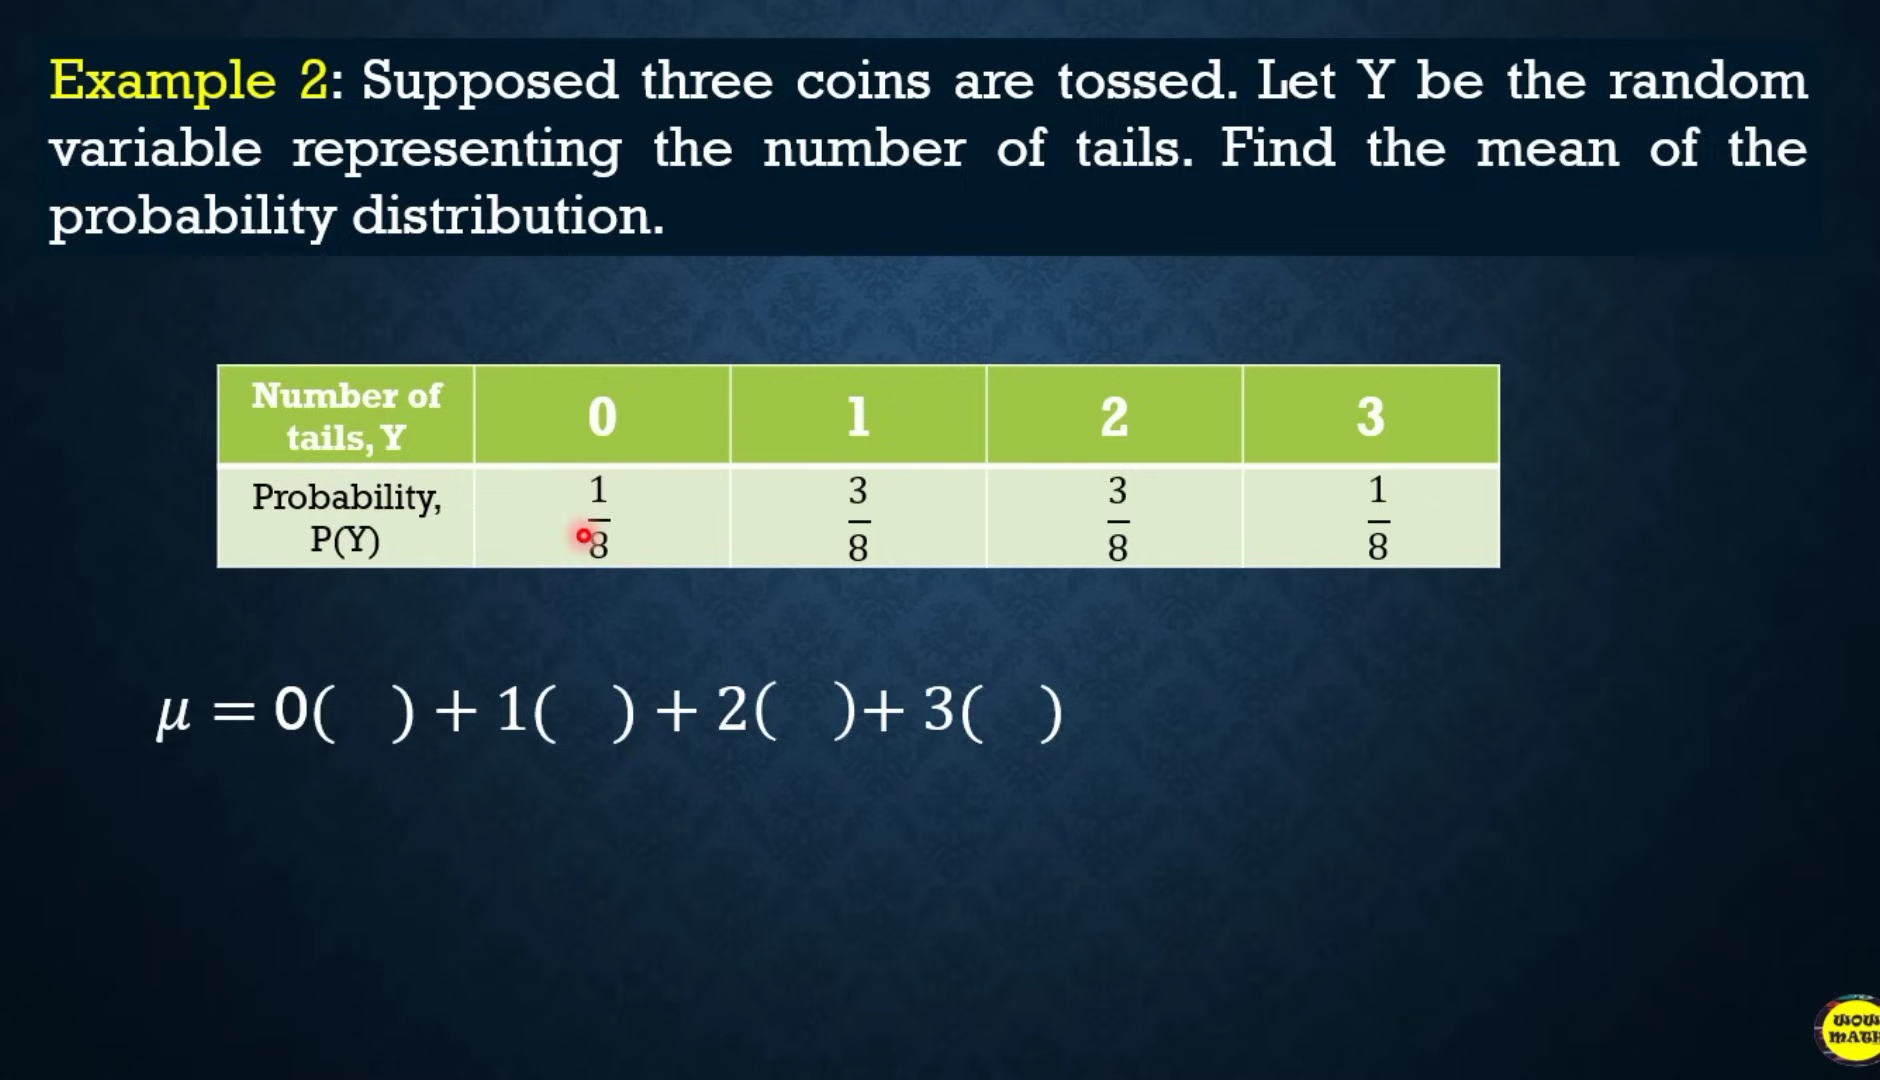 Example 2: Supposed three coins are tossed. Let Y be the random
variable representing the number of tails. Find the mean of the
probability distribution.
Number of
tails, Y
0 1 2 3
Probability,
P(Y)
1/8 3/8 3/8 1/8
μ = 0( ) + 1( ) + 2( )+ 3( )
WOW
MATH